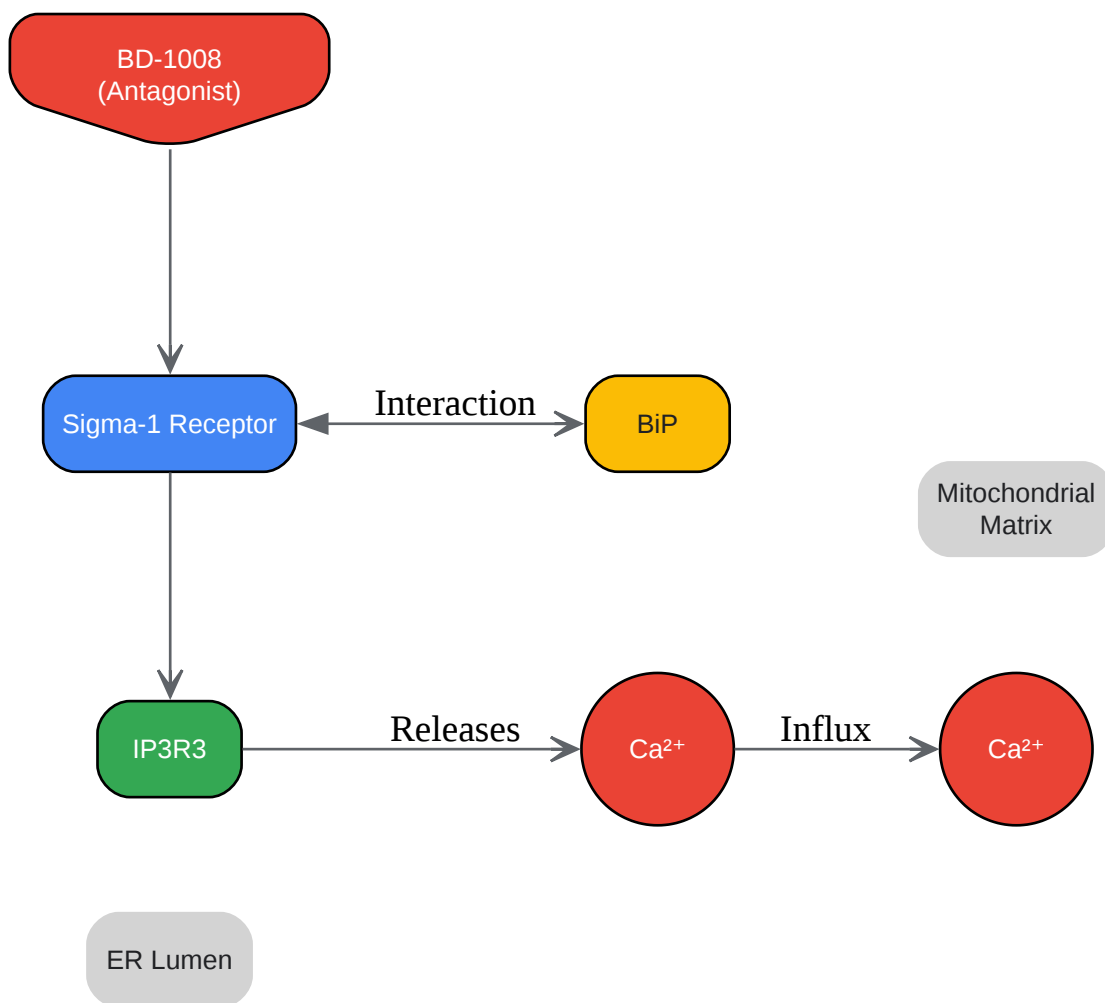 BD-1008
(Antagonist)
Sigma-1 Receptor
Interaction
BiP
Mitochondrial
Matrix
IP3R3
Releases
Ca²⁺
Influx
Ca²⁺
ER Lumen